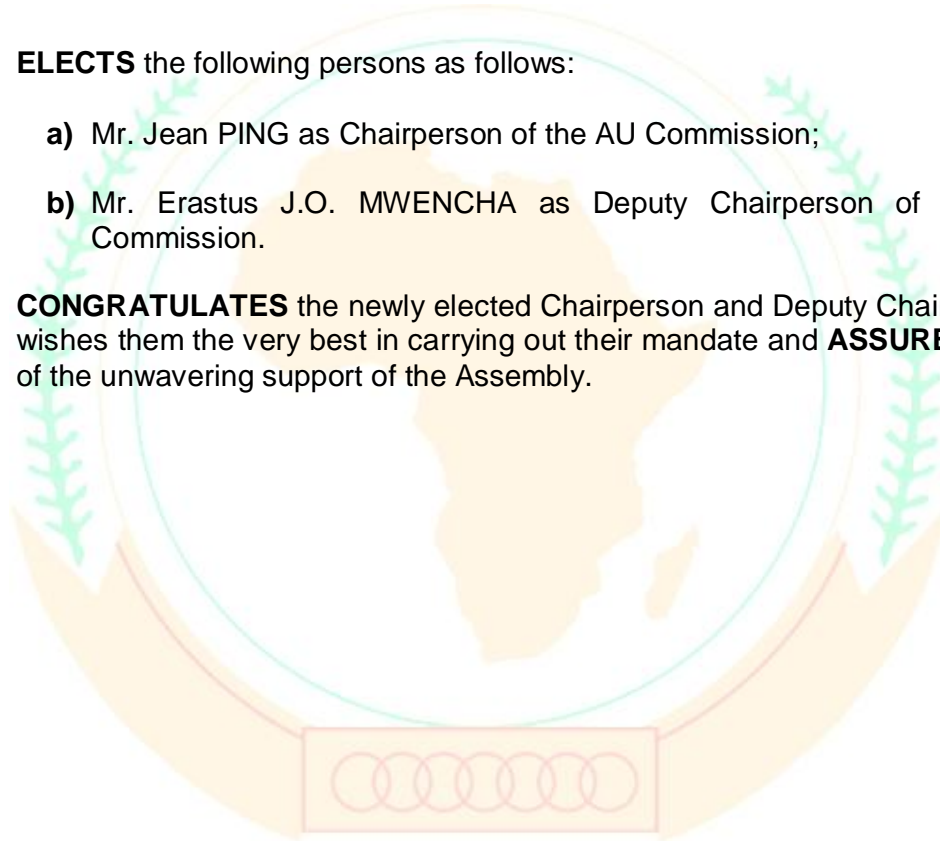 ELECTS the following persons as follows:
a) Mr. Jean PING as Chairperson of the AU Commission;
b) Mr. Erastus J.O. MWENCHA as Deputy Chairperson of
Commission.
CONGRATULATES the newly elected Chairperson and Deputy Chai
wishes them the very best in carrying out their mandate and ASSURE
of the unwavering support of the Assembly.